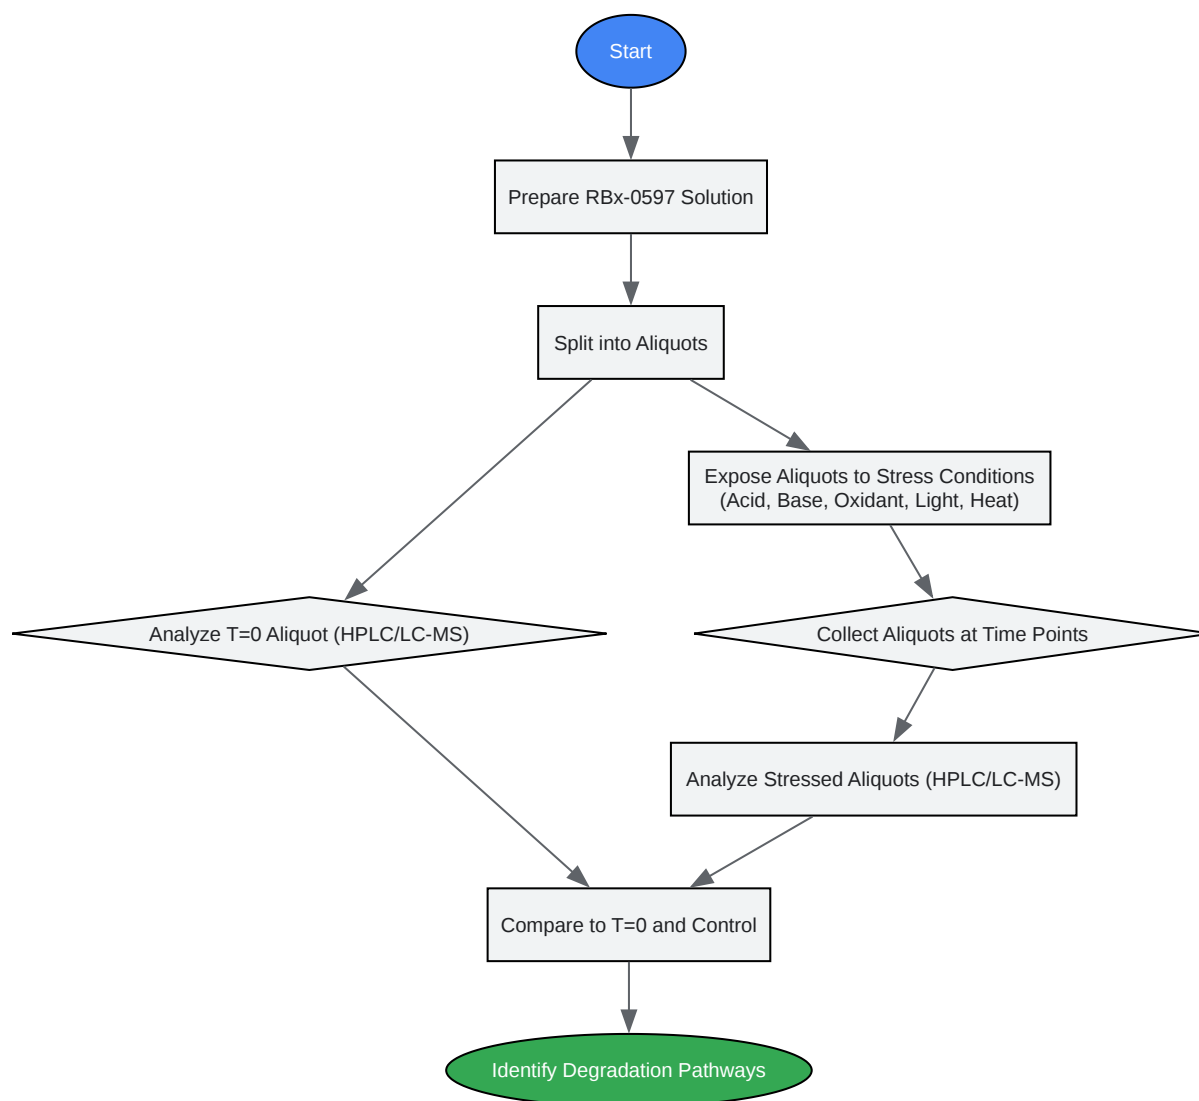 Start
Prepare RBx-0597 Solution
Split into Aliquots
Expose Aliquots to Stress Conditions
(Acid, Base, Oxidant, Light, Heat)
Analyze T=0 Aliquot (HPLC/LC-MS)
Collect Aliquots at Time Points
Analyze Stressed Aliquots (HPLC/LC-MS)
Compare to T=0 and Control
Identify Degradation Pathways